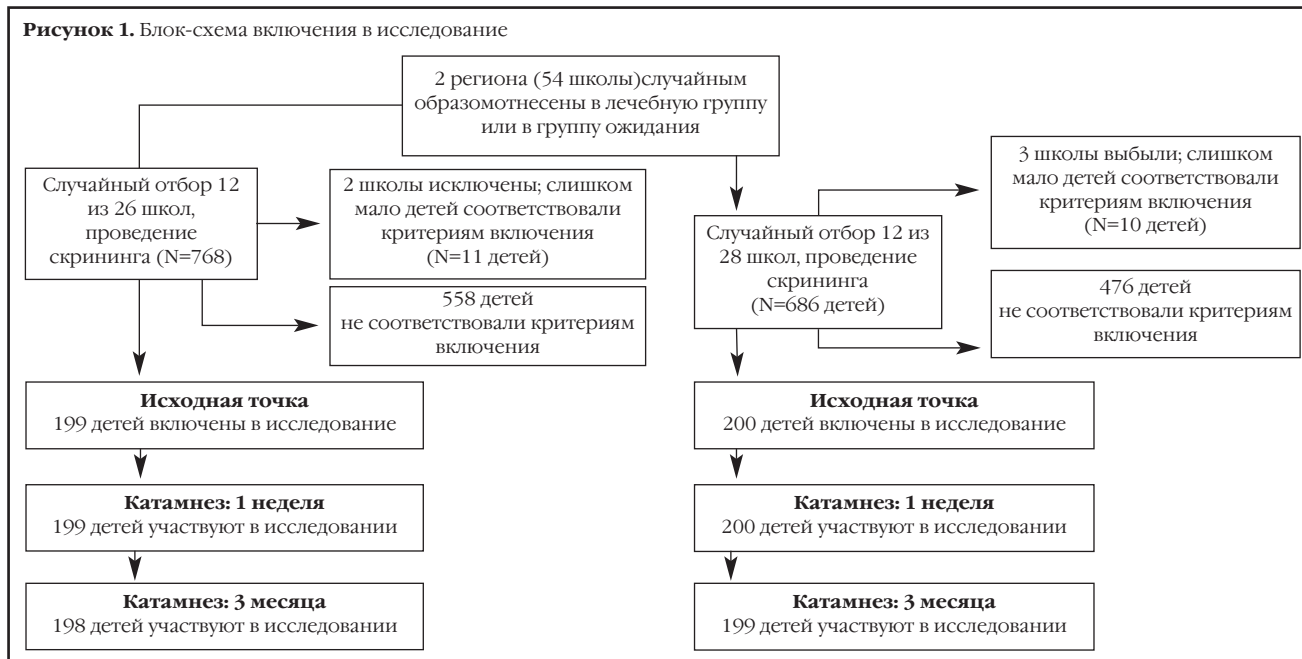 Рисунок 1. Блок-схема включения в исследование
2 региона (54 школы)случайным
образомотнесены в лечебную группу
или в группу ожидания
Случайный отбор 12
из 26 школ,
проведение
скрининга (N=768)
2 школы исключены; слишком
мало детей соответствовали
критериям включения
(N=11 детей)
558 детей
не соответствовали критериям
включения
Случайный отбор 12 из
28 школ, проведение
скрининга
(N=686 детей)
3 школы выбыли; слишком
мало детей соответствовали
критериям включения
(N=10 детей)
476 детей
не соответствовали критериям
включения
Исходная точка
199 детей включены в исследование
Исходная точка
200 детей включены в исследование
Катамнез: 1 неделя
199 детей участвуют в исследовании
Катамнез: 1 неделя
200 детей участвуют в исследовании
Катамнез: 3 месяца
198 детей участвуют в исследовании
Катамнез: 3 месяца
199 детей участвуют в исследовании